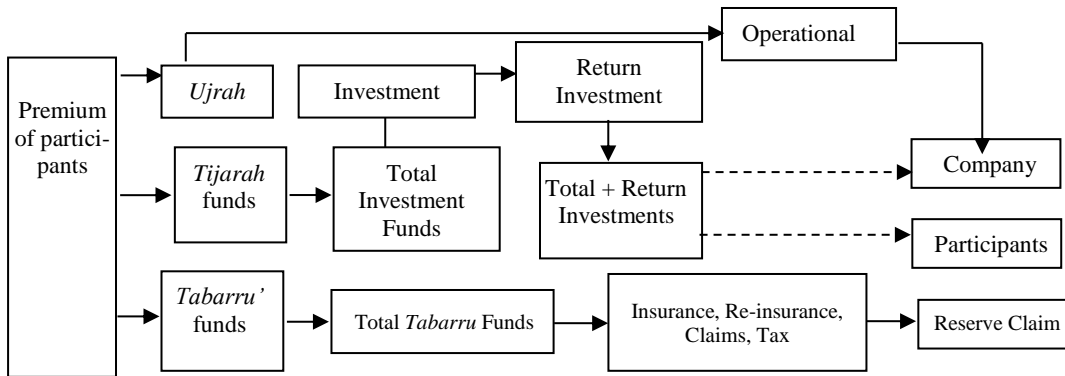 Operational
Ujrah
Investment
Return
Investment
Premium
of partici-
pants
Tijarah
funds
Total
Investment
Funds
Total + Return
Investments
Company
Participants
Tabarru’
funds
Total Tabarru Funds
Insurance, Re-insurance,
Claims, Tax
Reserve Claim